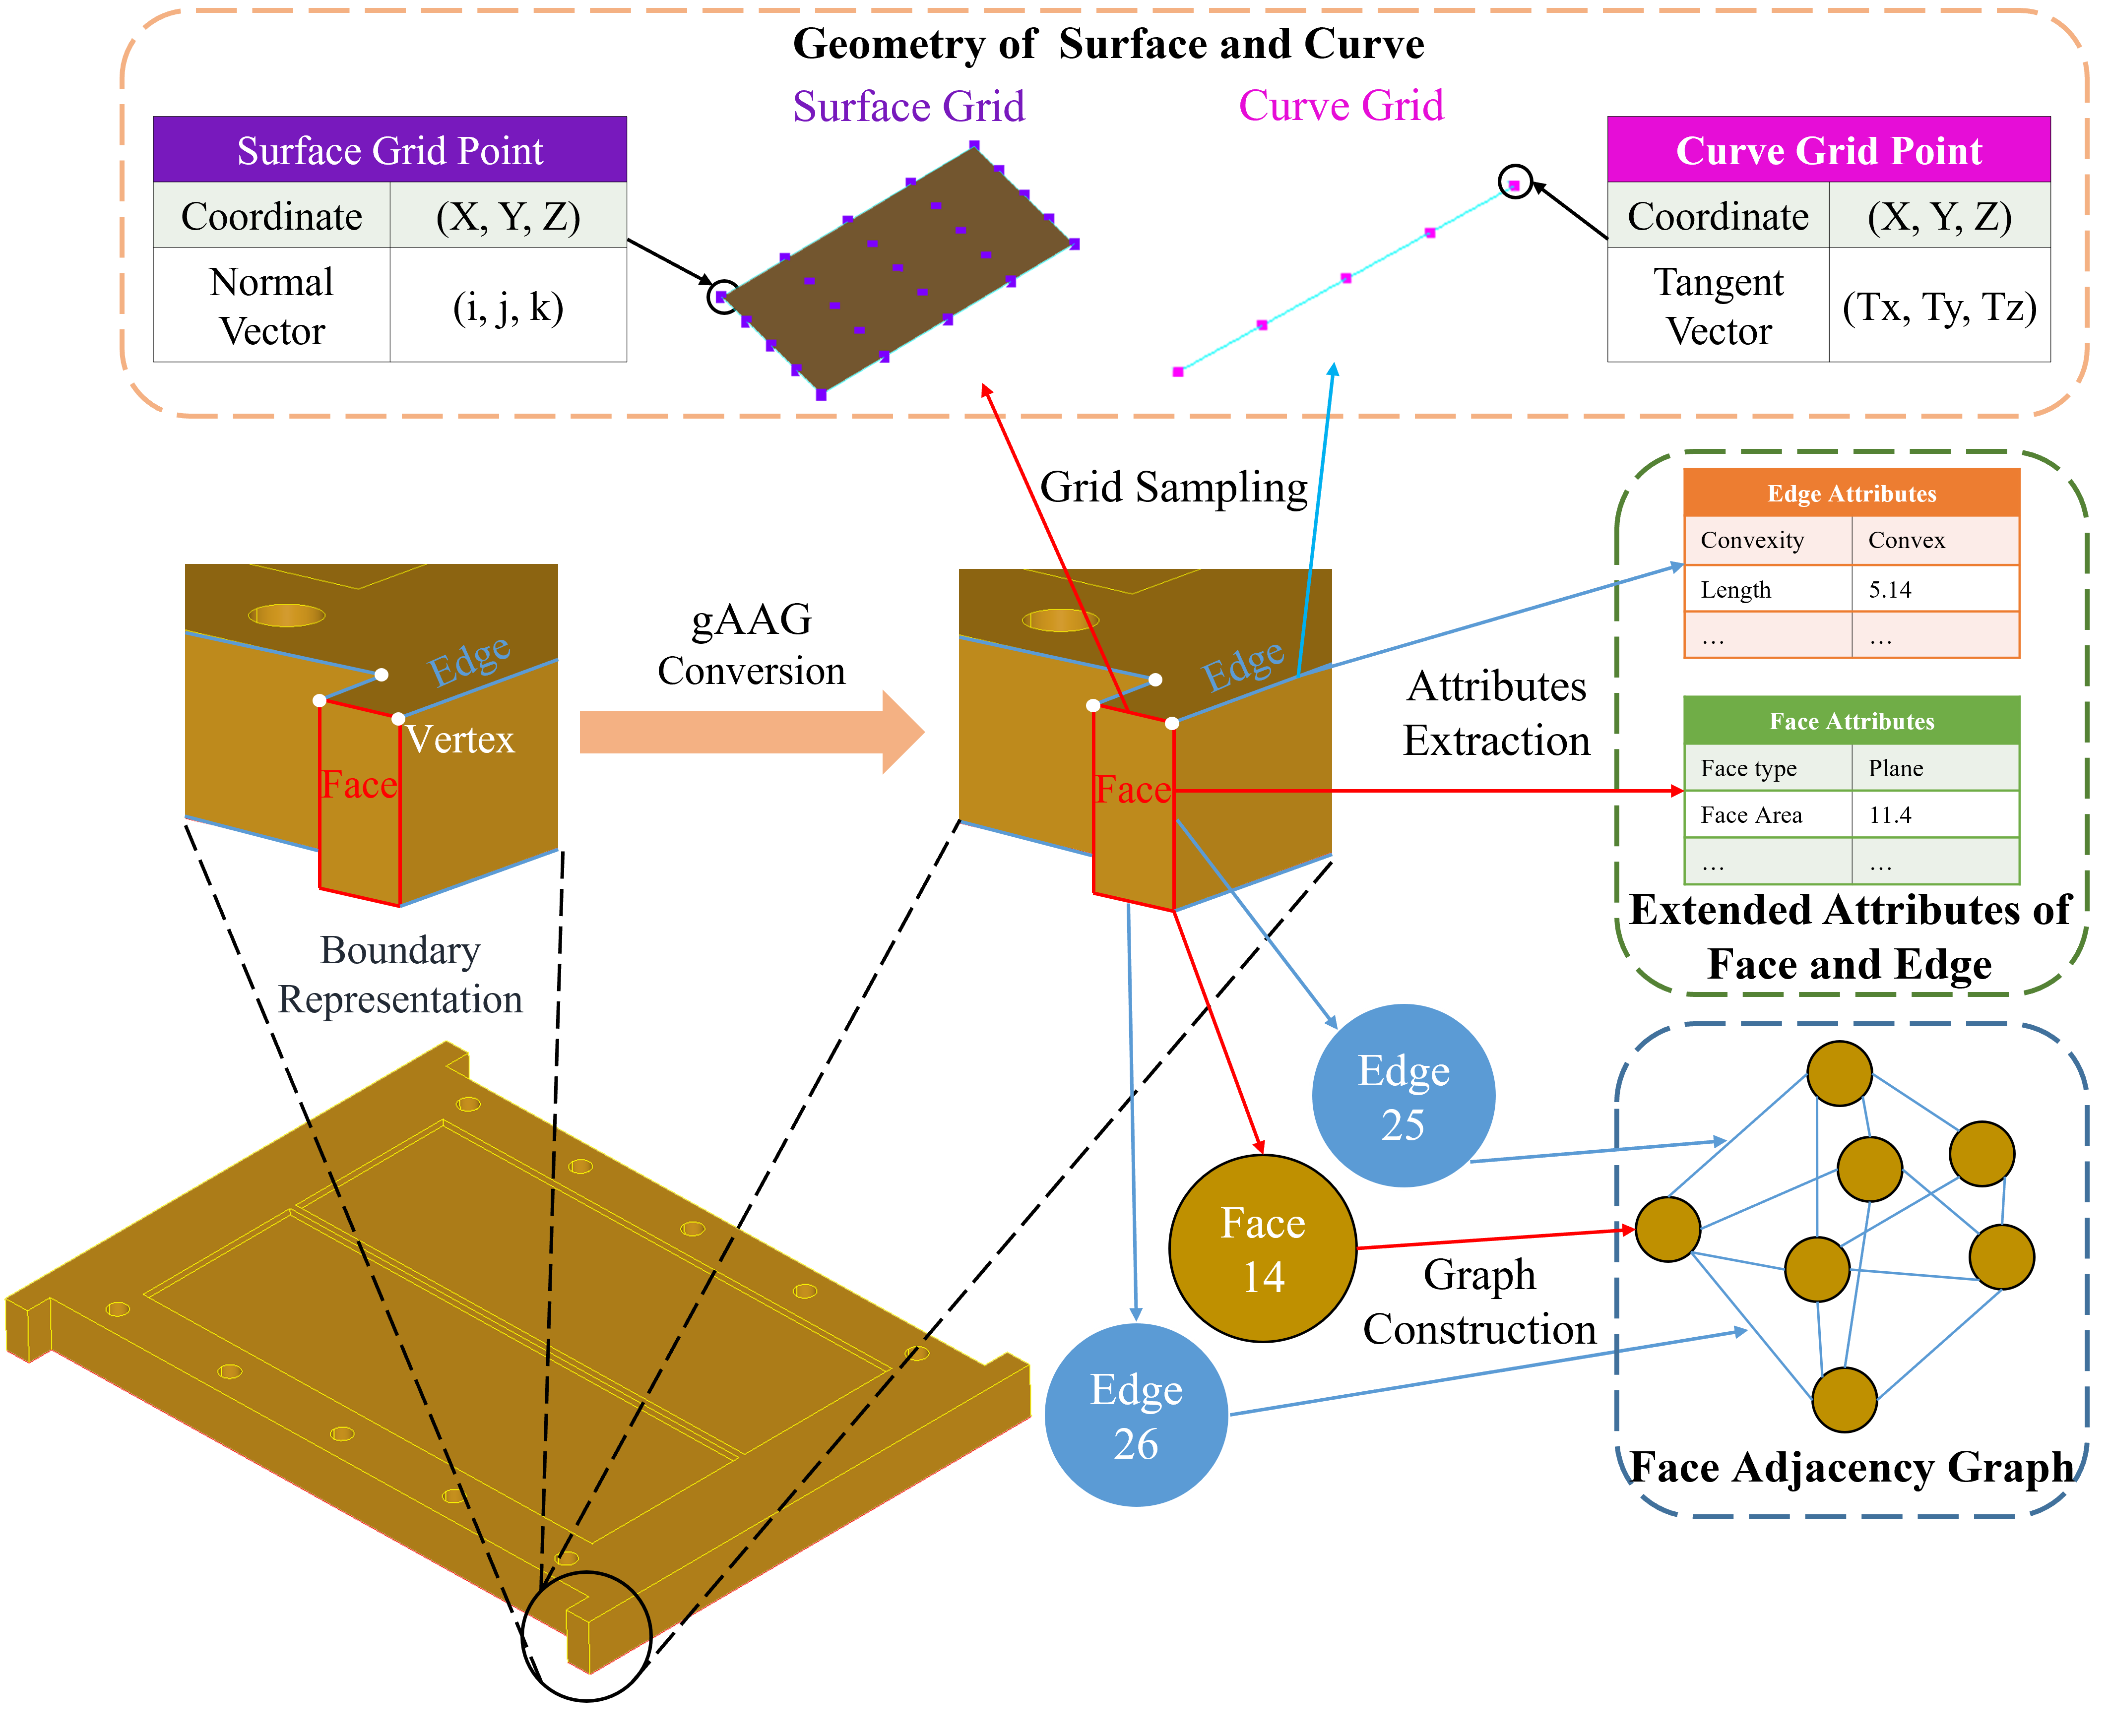 Geometry of Surface and Curve
Surface Grid
Curve Grid
Surface Grid Point
Coordinate (X, Y, Z)
Normal
Vector
(i, j, k)
Curve Grid Point
Coordinate (X, Y, Z)
Tangent
Vector
(Tx, Ty, Tz)
Grid Sampling
Edge
Vertex
Face
gAAG
Conversion
Edge
Face
Attributes
Extraction
Edge Attributes
Convexity Convex
Length 5.14
... ...
Face Attributes
Face type Plane
Face Area 11.4
... ...
Extended Attributes of
Face and Edge
Boundary
Representation
Edge
25
Face
14
Edge
26
Graph
Construction
Face Adjacency Graph